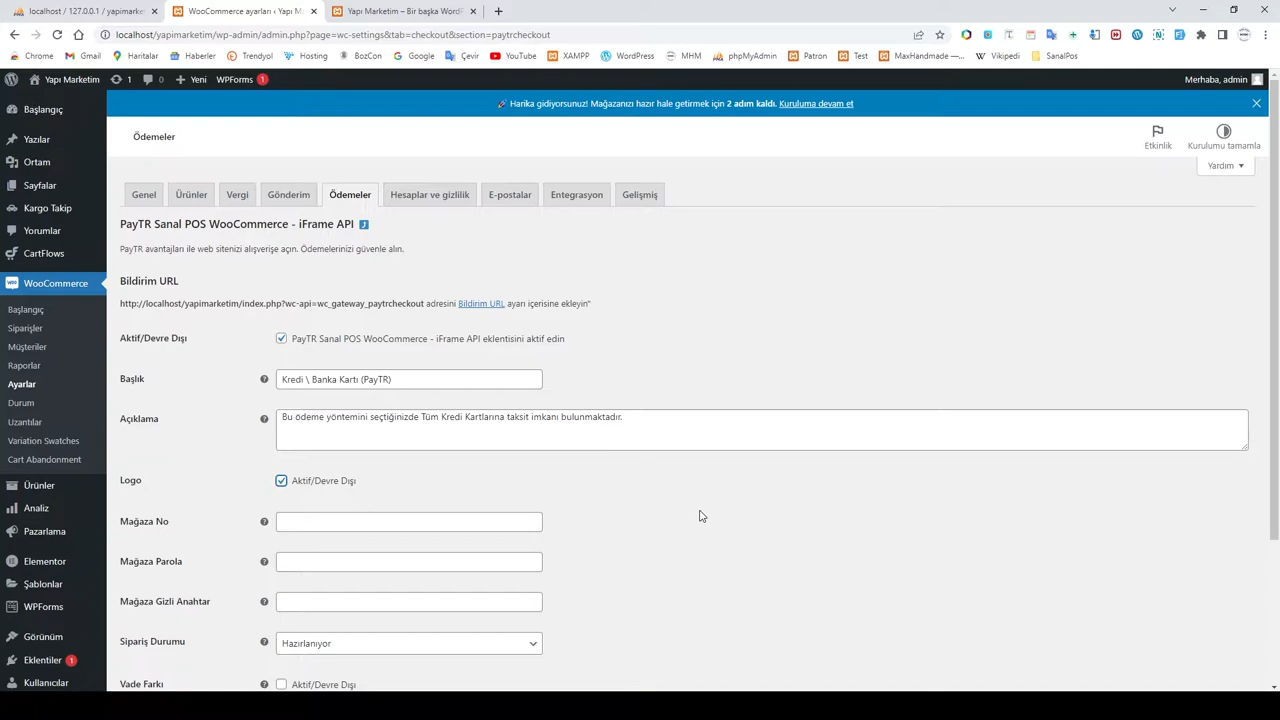 localhost / 127.0.0.1 / yapimarket
WooCommerce ayarları « Yapı M
Yapı Marketim – Bir başka WordP
localhost/yapimarketim/wp-admin/admin.php?page=wc-settings&tab=checkout&section=paytrcheckout
Chrome
Gmail
Haritalar
Haberler
Trendyol
Hosting
BozCon
Google
Çevir
YouTube
XAMPP
WordPress
MHM
phpMyAdmin
Patron
Test
MaxHandmade —...
Vikipedi
SanalPos
Yapı Marketim
1
0
Yeni
WPForms 1
Merhaba, admin
Harika gidiyorsunuz! Mağazanızı hazır hale getirmek için 2 adım kaldı. Kuruluma devam et
Ödemeler
Etkinlik
Kurulumu tamamla
Yardım
Genel
Ürünler
Vergi
Gönderim
Ödemeler
Hesaplar ve gizlilik
E-postalar
Entegrasyon
Gelişmiş
Başlangıç
Yazılar
Ortam
Sayfalar
Kargo Takip
Yorumlar
CartFlows
WooCommerce
Başlangıç
Siparişler
Müşteriler
Raporlar
Ayarlar
Durum
Uzantılar
Variation Swatches
Cart Abandonment
Ürünler
Analiz
Pazarlama
Elementor
Şablonlar
WPForms
Görünüm
Eklentiler 1
Kullanıcılar
PayTR Sanal POS WooCommerce - iFrame API
PayTR avantajları ile web sitenizi alışverişe açın. Ödemelerinizi güvenle alın.
Bildirim URL
http://localhost/yapimarketim/index.php?wc-api=wc_gateway_paytrcheckout adresini Bildirim URL ayarı içerisine ekleyin"
Aktif/Devre Dışı
PayTR Sanal POS WooCommerce - iFrame API eklentisini aktif edin
Başlık
Kredi \ Banka Kartı (PayTR)
Açıklama
Bu ödeme yöntemini seçtiğinizde Tüm Kredi Kartlarına taksit imkanı bulunmaktadır.
Logo
Aktif/Devre Dışı
Mağaza No
Mağaza Parola
Mağaza Gizli Anahtar
Sipariş Durumu
Hazırlanıyor
Vade Farkı
Aktif/Devre Dışı